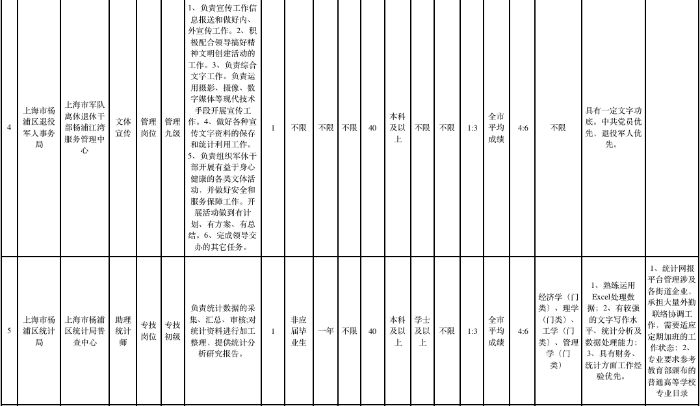 4
上海市杨
浦区退役
军人事务
局
上海市军队
离休退休干
部杨浦江湾
服务管理中
心
文体
宣传
管理
岗位
管理
九级
1、负责宣传工作信
息报送和做好内、
外宣传工作。2、积
极配合领导搞好精
神文明创建活动的
工作。3、负责综合
文字工作。负责运
用摄影、摄像、数
字媒体等现代技术
手段开展宣传工
作。4、做好各种宣
传文字资料的保存
和统计利用工作。
5、负责组织军休干
部开展有益于身心
健康的各类文体活
动，并做好安全和
服务保障工作。开
展活动做到有计
划、有方案、有总
结。6、完成领导交
办的其它任务。
1
不限
不限
不限
40
本科
及以
上
不限
不限
1:3
全市
平均
成绩
4:6
不限
具有一定文字功
底。中共党员优
先，退役军人优
先。
5
上海市杨
浦区统计
局
上海市杨浦
区统计局普
查中心
助理
统计
师
专技
岗位
专技
初级
负责统计数据的采
集、汇总、审核;对
统计资料进行加工
整理、提供统计分
析研究报告。
1
非应
届毕
业生
一年
不限
40
本科
及以
上
学士
及以
上
不限
1:3
全市
平均
成绩
4:6
经济学（门
类）、理学
（门类）、
工学（门
类）、管理
学（门
类）
1、熟练运用
Excel处理数
据；2、有较强
的文字写作水
平、统计分析及
数据处理能力；
3、具有财务、
统计方面工作经
验优先。
1、统计网报
平台管理涉及
各街道企业，
承担大量外勤
联络协调工
作，需要适应
定期加班的工
作状态；2、
专业要求参考
教育部颁布的
普通高等学校
专业目录